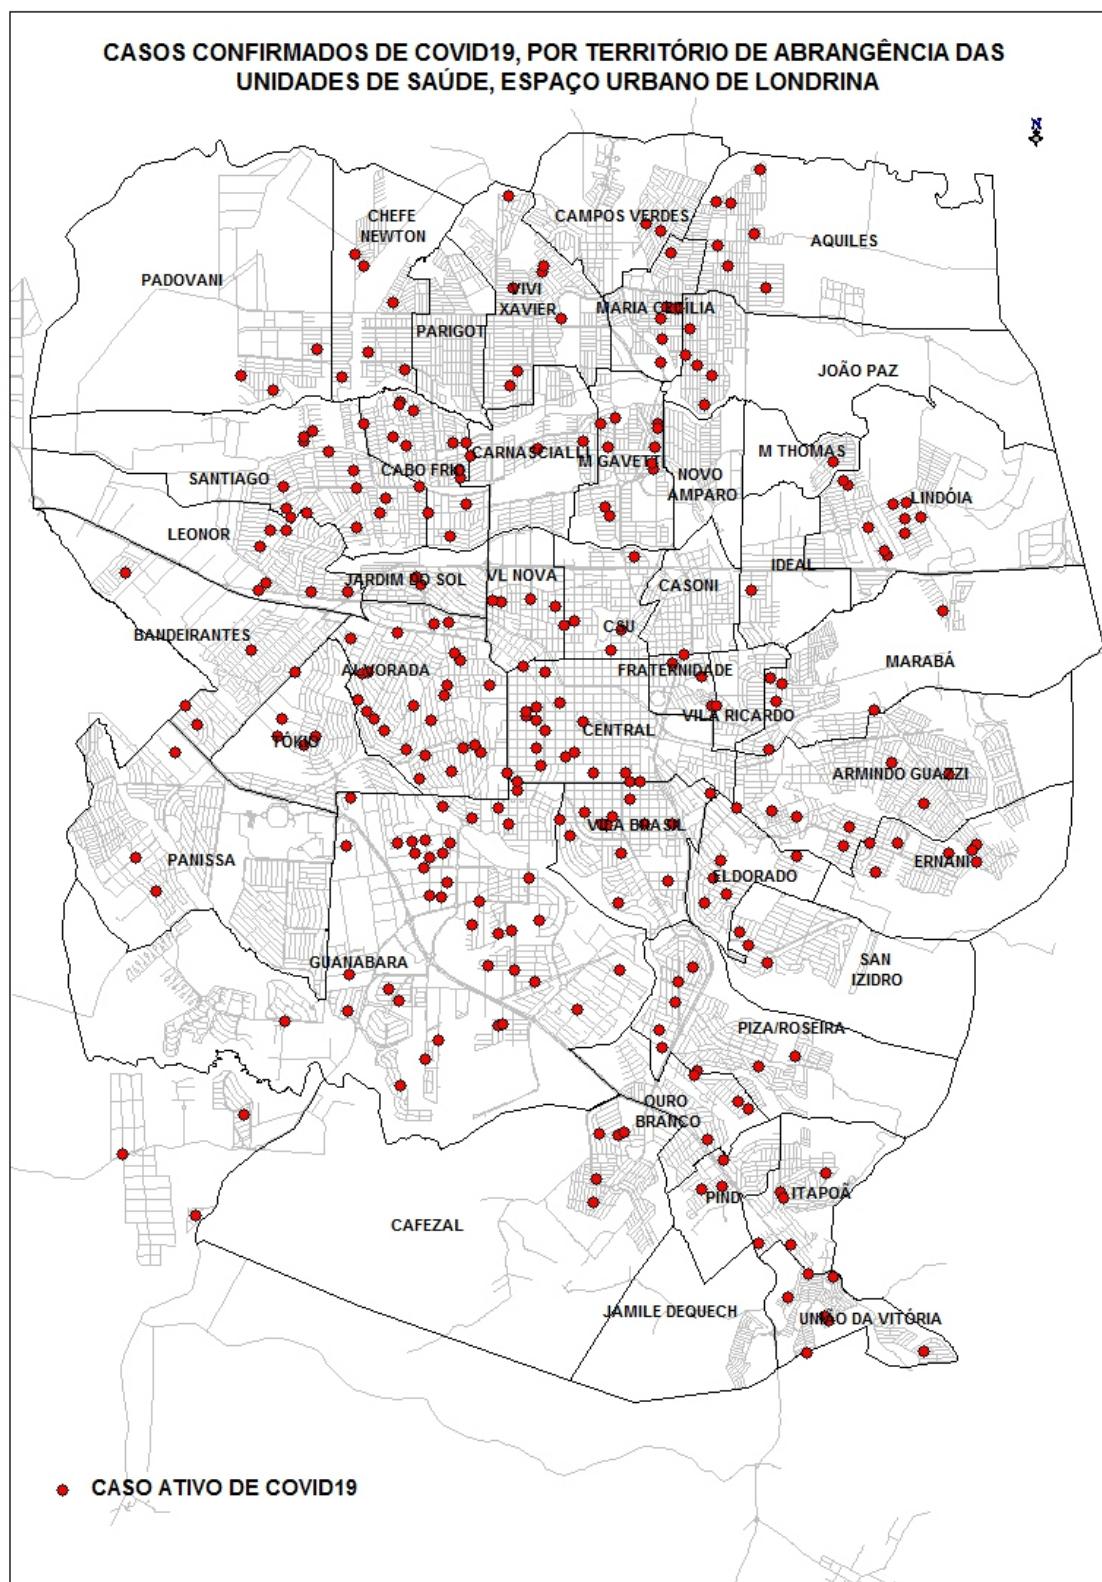 CASOS CONFIRMADOS DE COVID19, POR TERRITÓRIO DE ABRANGÊNCIA DAS
UNIDADES DE SAÚDE, ESPAÇO URBANO DE LONDRINA
N
CHEFE
NEWTON
CAMPOS VERDES
AQUILES
PADOVANI
VIVI
XAVIER
MARIA CECÍLIA
PARIGOT
JOÃO PAZ
CARNASCIALLI
M GAVETTI
M THOMAS
CABO FRIO
SANTIAGO
NOVO
AMPARO
LINDÓIA
LEONOR
JARDIM DO SOL
VL NOVA
CASONI
IDEAL
CSU
BANDEIRANTES
ALVORADA
FRATERNIDADE
MARABÁ
VILA RICARDO
CENTRAL
TÓKIO
ARMINDO GUAZZI
VILA BRASIL
PANISSA
ELDORADO
ERNANI
GUANABARA
SAN
IZIDRO
PIZA/ROSEIRA
OURO
BRANCO
PIND
ITAPOÃ
CAFEZAL
JAMILE DEQUECH
UNIÃO DA VITÓRIA
CASO ATIVO DE COVID19